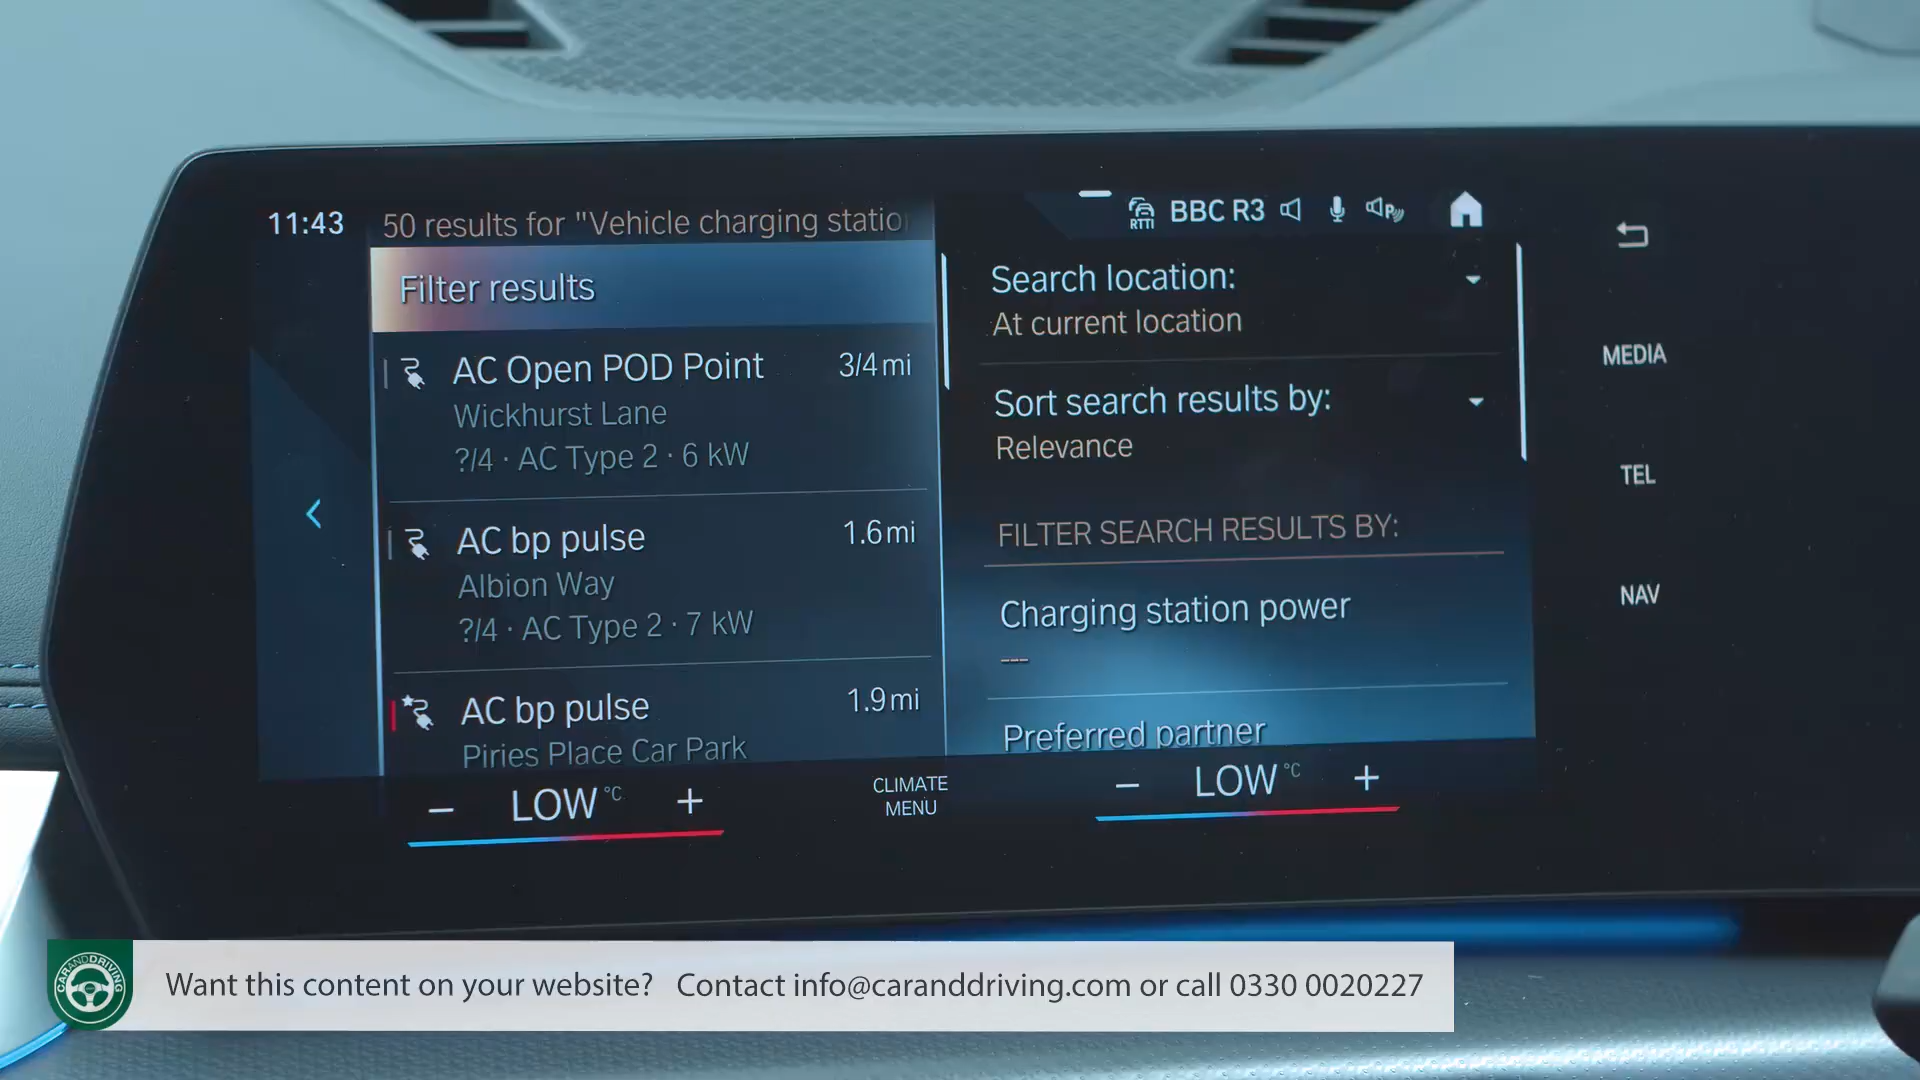 11:43
50 results for "Vehicle charging statio
RTTI
BBC R3
P
Filter results
AC Open POD Point
3/4 mi
Wickhurst Lane
?/4 · AC Type 2 · 6 kW
AC bp pulse
1.6 mi
Albion Way
?/4 · AC Type 2 · 7 kW
AC bp pulse
1.9 mi
Piries Place Car Park
Search location:
At current location
Sort search results by:
Relevance
FILTER SEARCH RESULTS BY:
Charging station power
---
Preferred partner
MEDIA
TEL
NAV
− LOW °C +
CLIMATE
MENU
− LOW °C +
CAR AND DRIVING
Want this content on your website? Contact info@caranddriving.com or call 0330 0020227